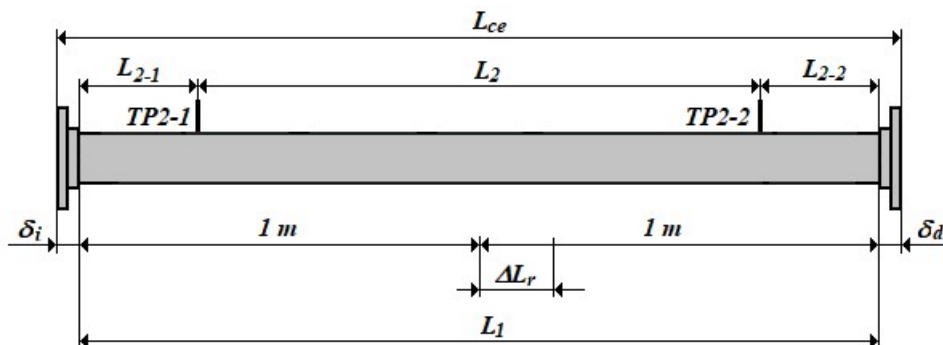 L_ce
L_2-1 L_2 L_2-2
TP2-1 TP2-2
δ_i 1 m 1 m δ_d
ΔL_r
L_1